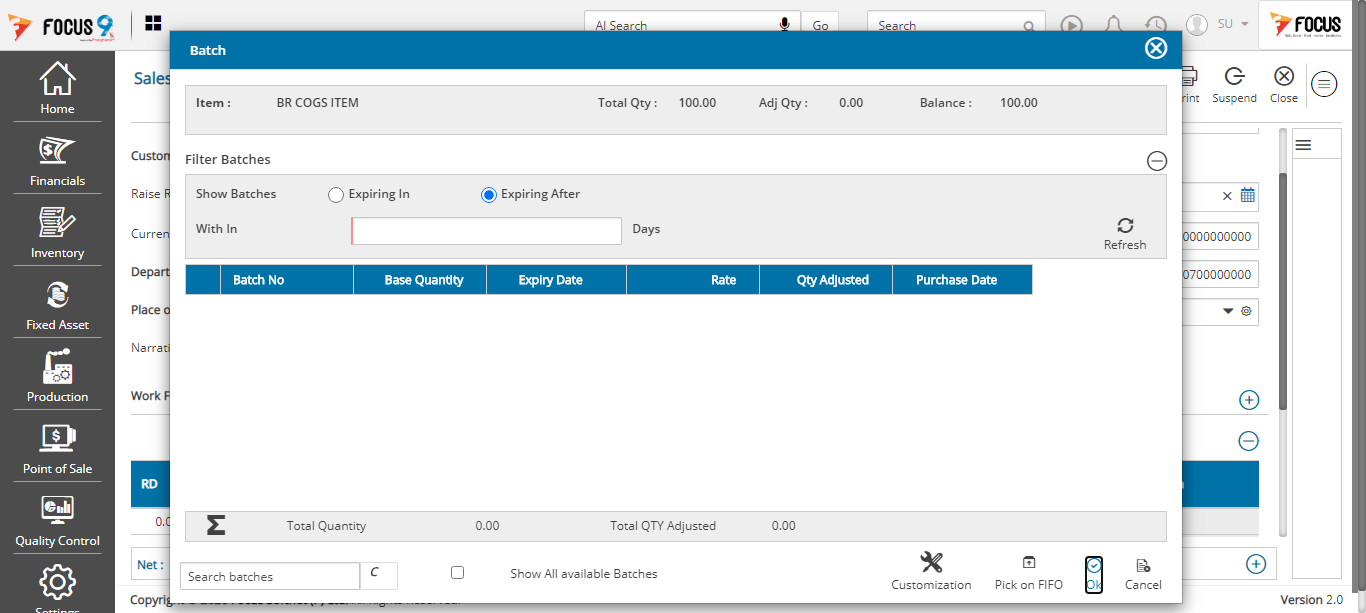 FOCUS 9
AI Search
Go
Search
SU
FOCUS
Batch
Home
Financials
Inventory
Fixed Asset
Production
Point of Sale
Quality Control
Settings
Sales
rint
Suspend
Close
Item :
BR COGS ITEM
Total Qty :
100.00
Adj Qty :
0.00
Balance :
100.00
Custom
Filter Batches
Raise R
Show Batches
Expiring In
Expiring After
Curren
With In
Days
Refresh
0000000000
Depart
0700000000
Batch No
Base Quantity
Expiry Date
Rate
Qty Adjusted
Purchase Date
Place o
Narrati
Work F
RD
0.0
Total Quantity
0.00
Total QTY Adjusted
0.00
Net :
Search batches
C
Show All available Batches
Customization
Pick on FIFO
Ok
Cancel
Version 2.0